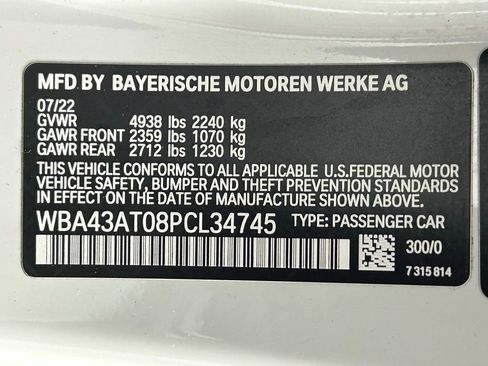 MFD BY BAYERISCHE MOTOREN WERKE AG
07/22
GVWR 4938 lbs 2240 kg
GAWR FRONT 2359 lbs 1070 kg
GAWR REAR 2712 lbs 1230 kg
THIS VEHICLE CONFORMS TO ALL APPLICABLE U.S.FEDERAL MOTOR
VEHICLE SAFETY, BUMPER AND THEFT PREVENTION STANDARDS
IN EFFECT ON THE DATE OF MANUFACTURE SHOWN ABOVE.
WBA43AT08PCL34745 TYPE: PASSENGER CAR
300/0
7 315 814